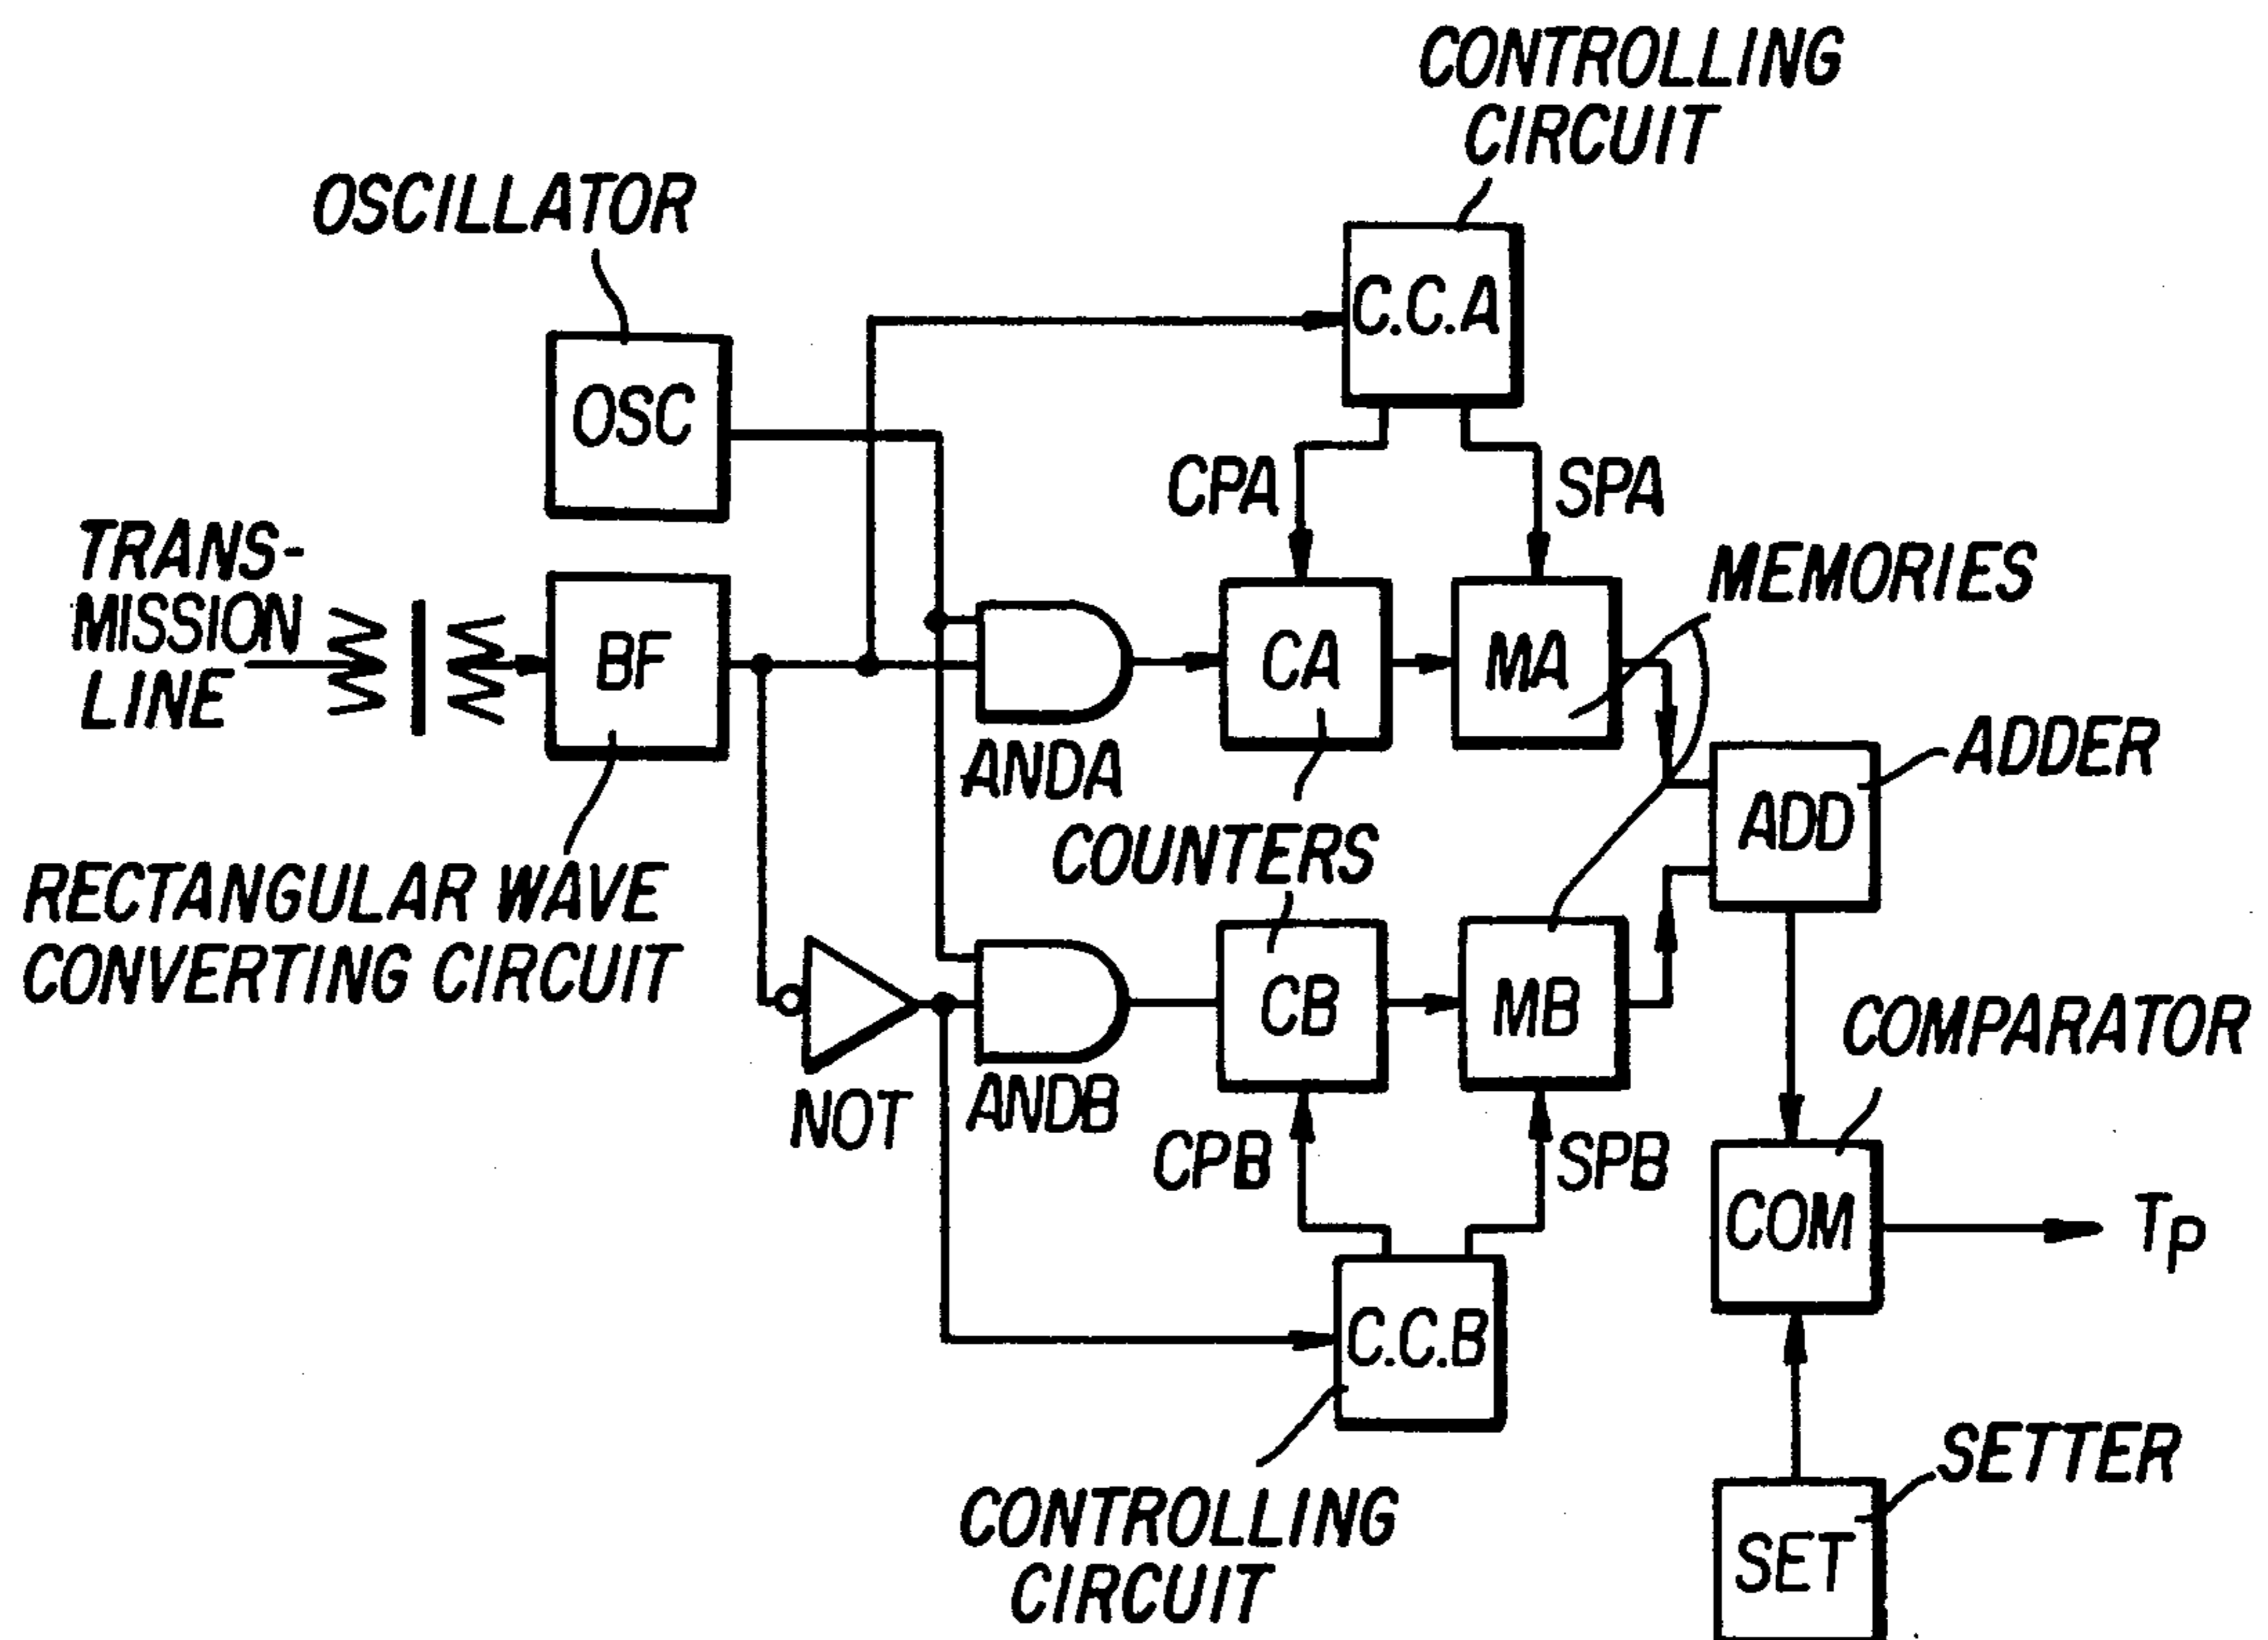 CONTROLLING
CIRCUIT
OSCILLATOR
C.C.A
OSC
CPA
SPA
TRANS-
MISSION
LINE
MEMORIES
BF
CA
MA
ANDA
ADDER
ADD
COUNTERS
RECTANGULAR WAVE
CONVERTING CIRCUIT
CB
MB
COMPARATOR
NOT
ANDB
CPB
SPB
COM
TP
C.C.B
SETTER
CONTROLLING
CIRCUIT
SET